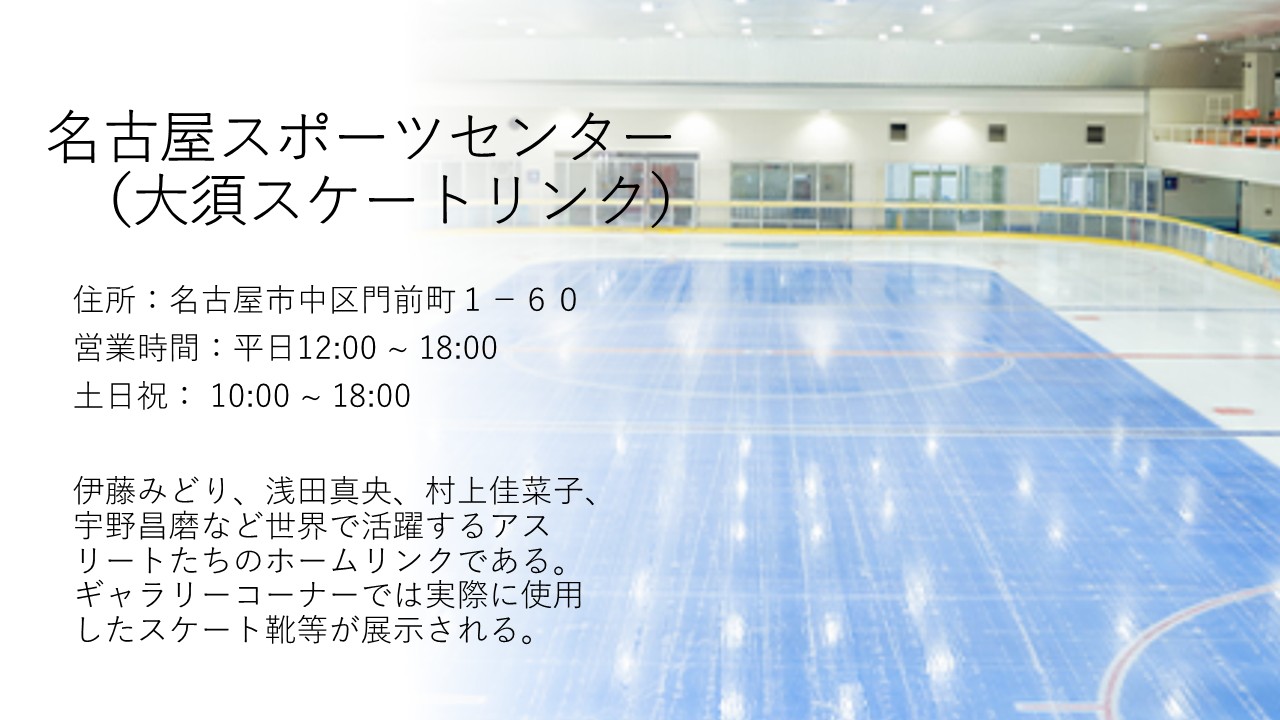 名古屋スポーツセンター
（大須スケートリンク）
住所：名古屋市中区門前町１－６０
営業時間：平日12:00 ~ 18:00
土日祝： 10:00 ~ 18:00
伊藤みどり、浅田真央、村上佳菜子、
宇野昌磨など世界で活躍するアス
リートたちのホームリンクである。
ギャラリーコーナーでは実際に使用
したスケート靴等が展示される。